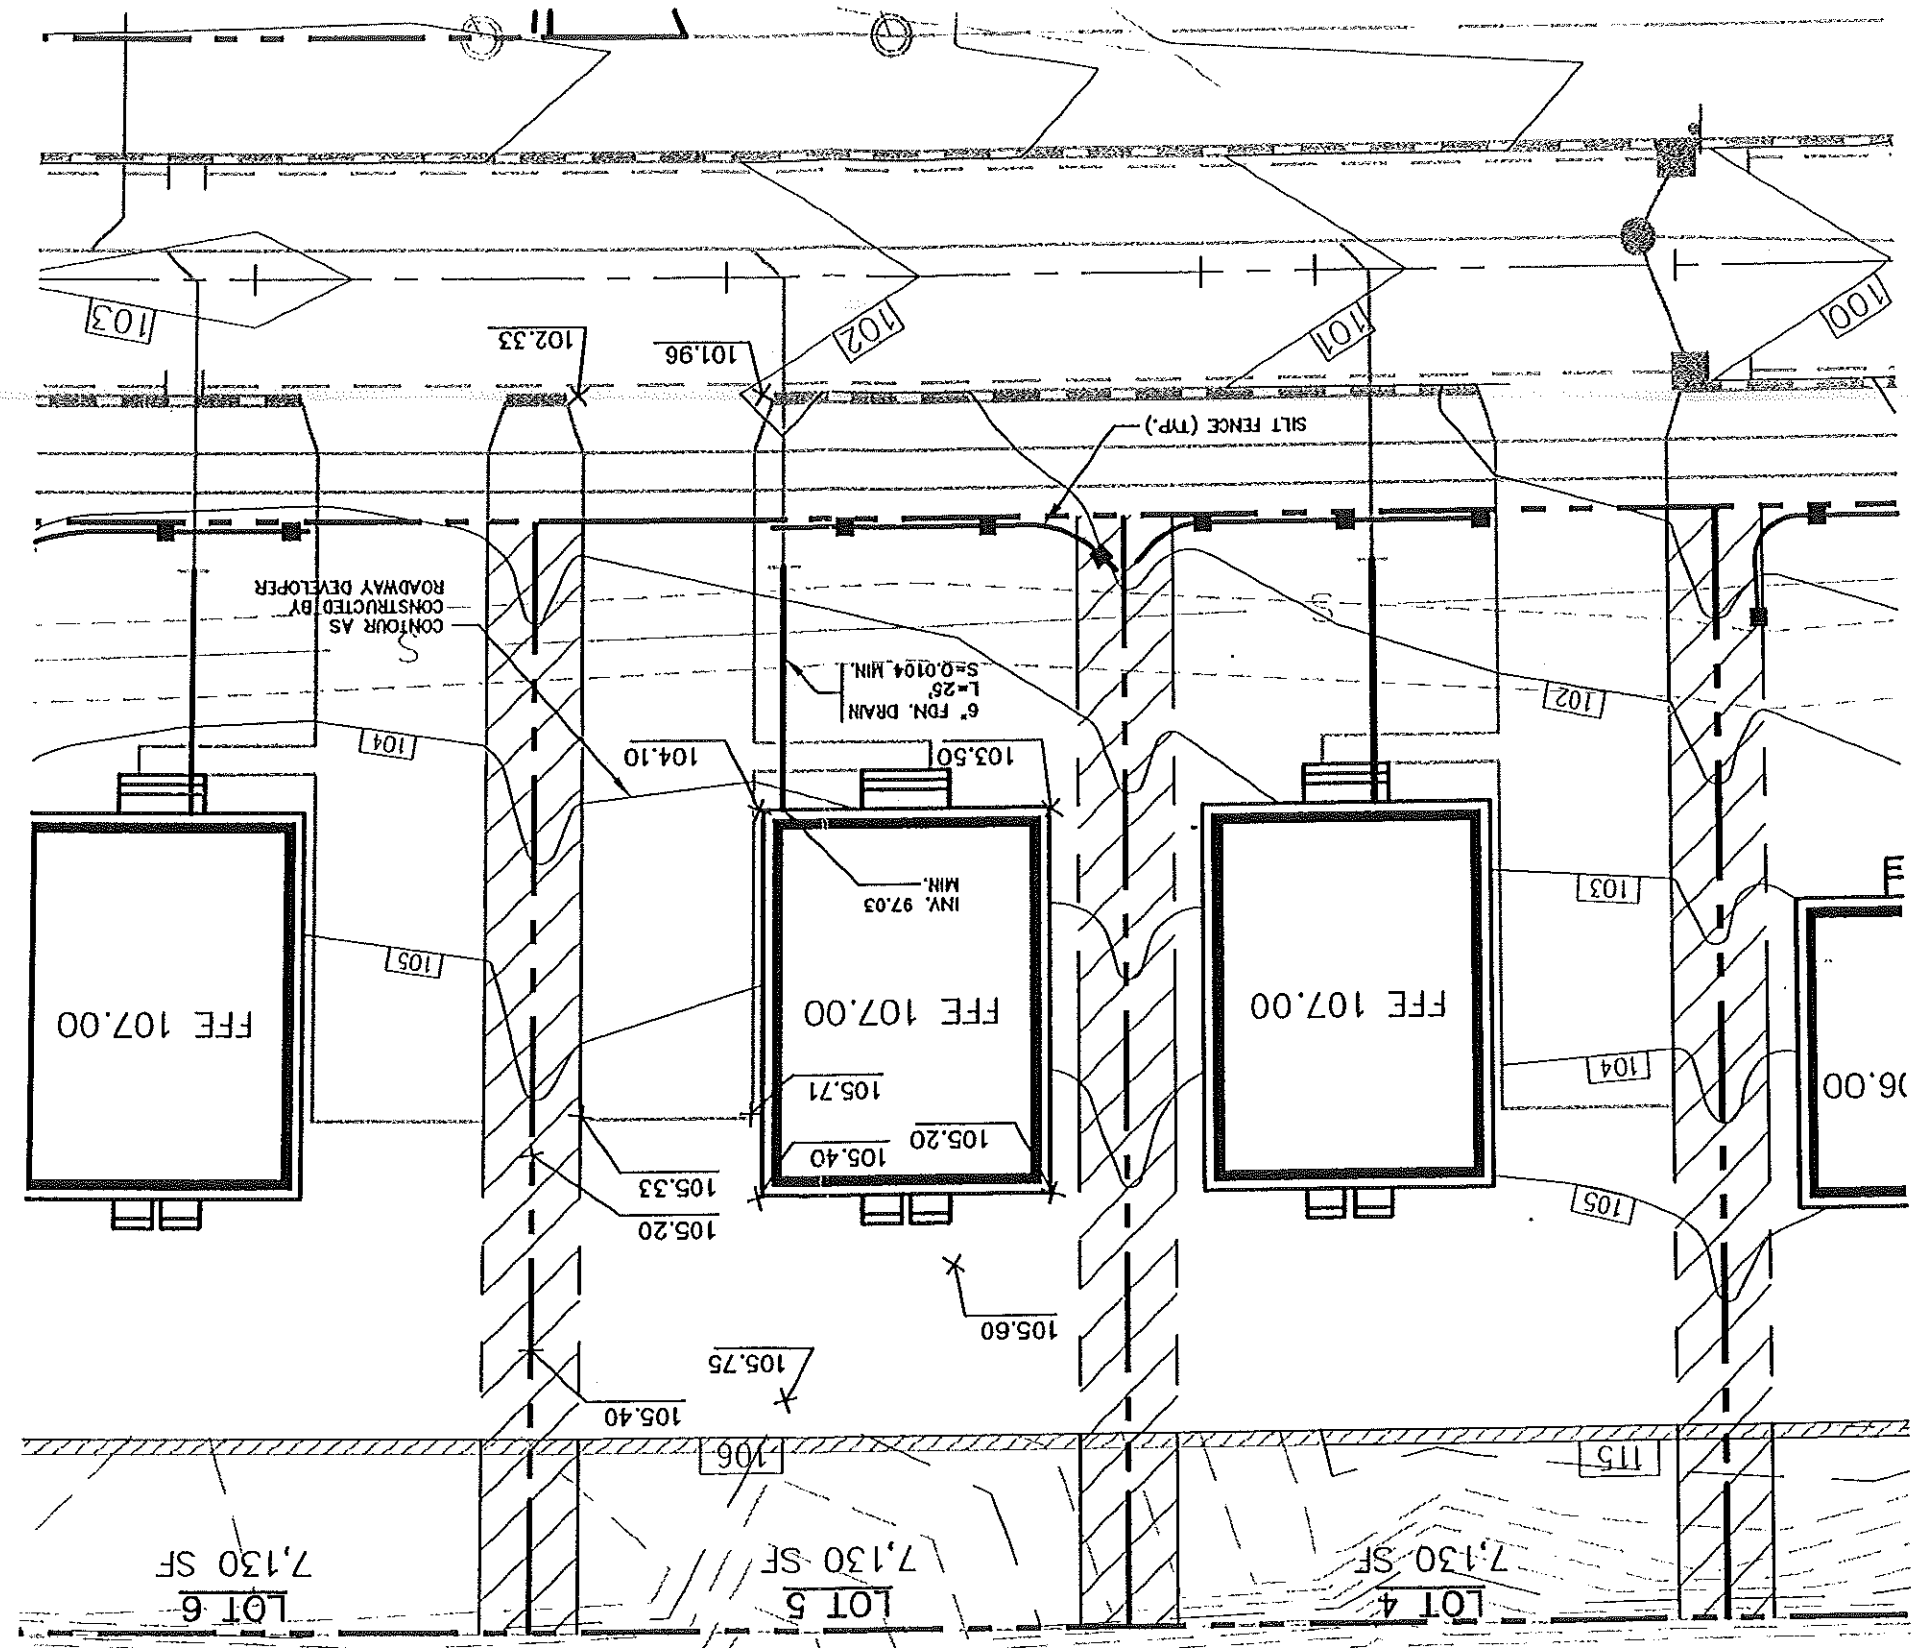 LOT 4
7,130 SF
LOT 5
7,130 SF
LOT 6
7,130 SF
115
106
105.40
105.75
105.60
105.20
105.33
105
105.20
105.40
105.71
104
06.00
FFE 107.00
FFE 107.00
FFE 107.00
105
103
INV. 97.03
MIN.
103.50
104.10
104
102
6" FDN. DRAIN
L=25'
S=0.0104 MIN.
S
S
CONTOUR AS
CONSTRUCTED BY
ROADWAY DEVELOPER
SILT FENCE (TYP.)
101.96
102.33
100
101
102
103